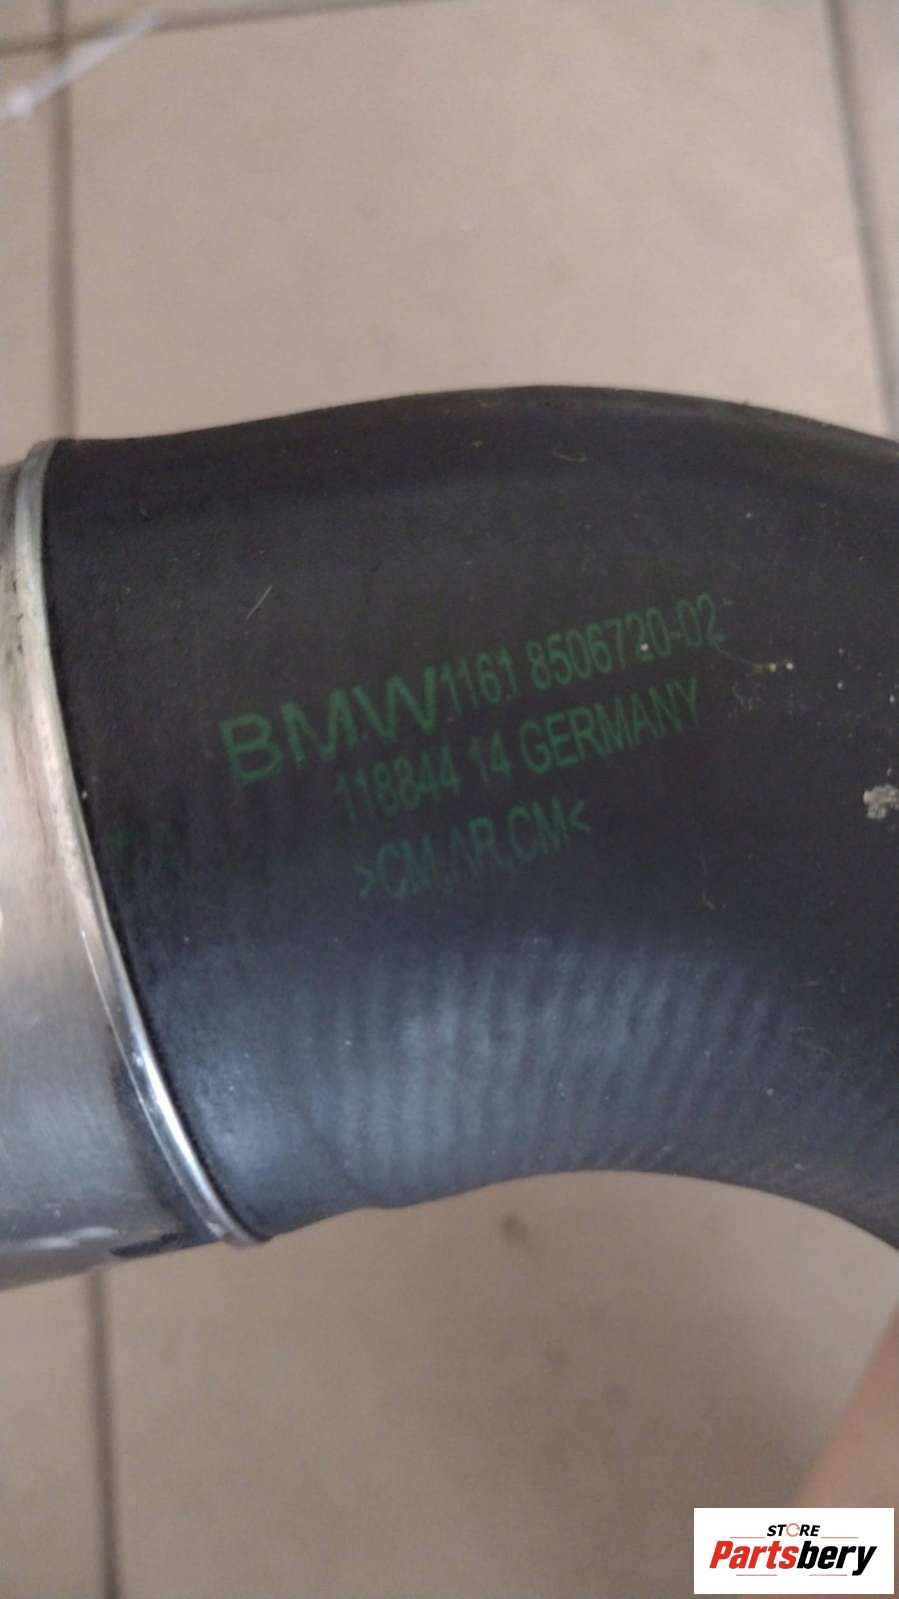 BMW 1161 8506720-02
118844 14 GERMANY
>CM,AR,CM<
STORE
Partsbery